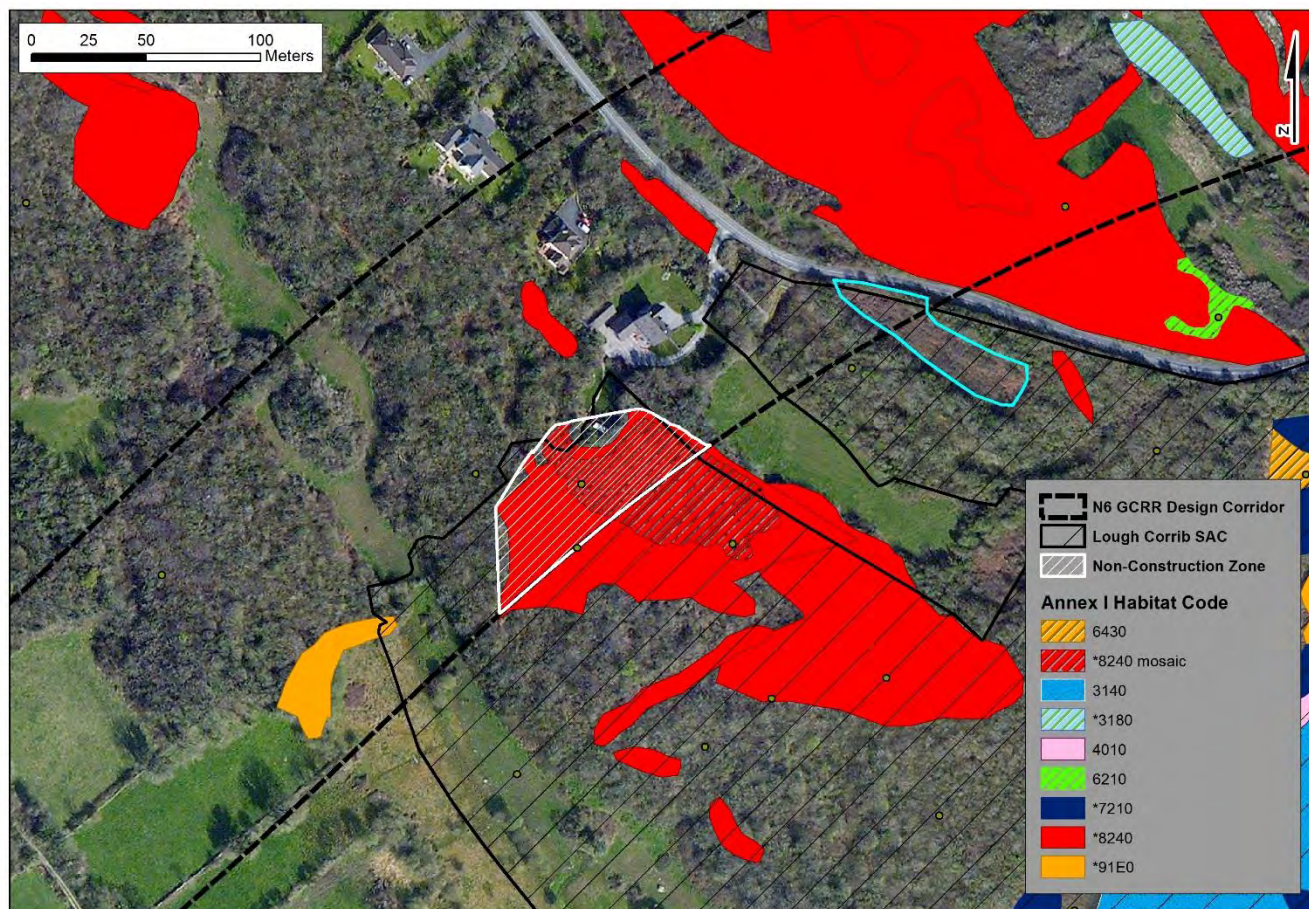 0 25 50 100
Meters
N
N6 GCRR Design Corridor
Lough Corrib SAC
Non-Construction Zone
Annex I Habitat Code
6430
*8240 mosaic
3140
*3180
4010
6210
*7210
*8240
*91E0